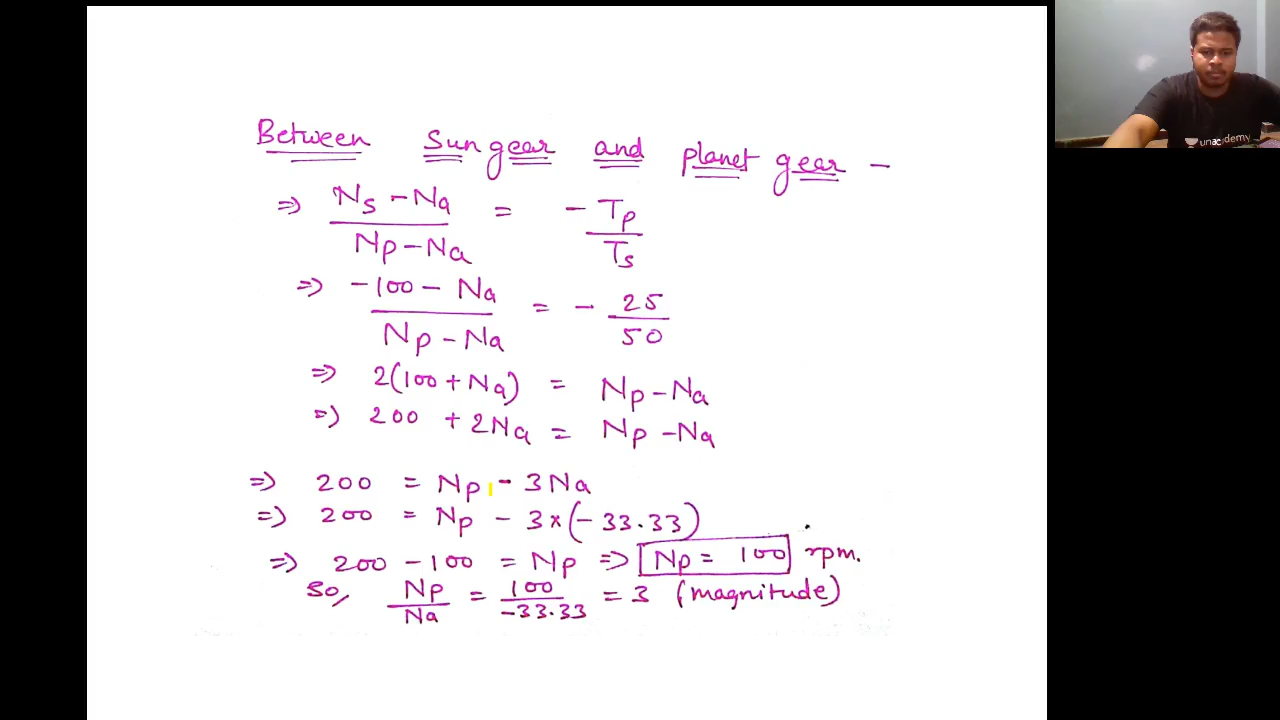 Between sun gear and planet gear –
⇒ Ns - Na / Np - Na = - Tp / Ts
⇒ -100 - Na / Np - Na = - 25 / 50
⇒ 2(100 + Na) = Np - Na
⇒ 200 + 2Na = Np - Na
⇒ 200 = Np - 3Na
⇒ 200 = Np - 3×(-33.33)
⇒ 200 - 100 = Np ⇒ Np = 100 rpm.
So, Np / Na = 100 / -33.33 = 3 (magnitude)
unacademy